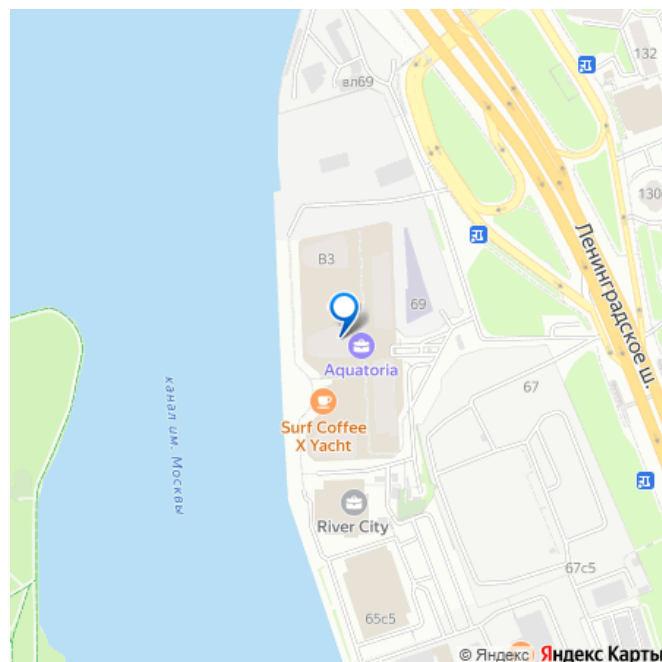 132
вл69
130
Ленинградское ш.
В3
69
Aquatoria
67
Surf Coffee
X Yacht
канал им. Москвы
River City
67с5
65с5
© Яндекс Яндекс Карты